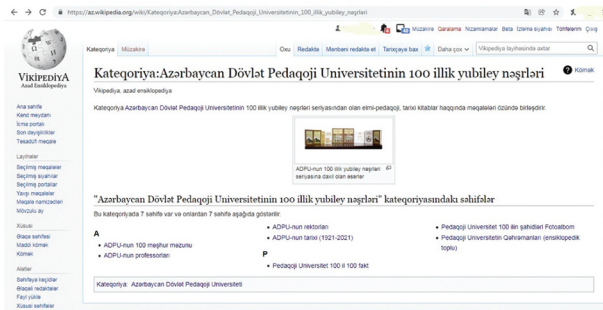 https://az.wikipedia.org/wiki/Kateqoriya:Azərbaycan_Dövlət_Pedaqoji_Universitetinin_100_illik_yubiley_nəşrləri
Müzakirə Qaralama Nizamlamalar Beta İzləmə siyahısı Töhfələrim Çıxış
Kateqoriya Müzakirə Oxu Redaktə Mənbəni redaktə et Tarixçəyə bax Daha çox Vikipediya layihəsində axtar
VİKİPEDİYA
Azad Ensiklopediya
Kateqoriya:Azərbaycan Dövlət Pedaqoji Universitetinin 100 illik yubiley nəşrləri
Kömək
Vikipediya, azad ensiklopediya
Kateqoriya Azərbaycan Dövlət Pedaqoji Universitetinin 100 illik yubiley nəşrləri seriyasından olan elmi-pedaqoji, tarixi kitablar haqqında məqalələri özündə birləşdirir.
ADPU-nun 100 illik yubiley nəşrləri
seriyasına daxil olan əsərlər
Ana səhifə
Kənd meydanı
İcma portalı
Son dəyişikliklər
Təsadüfi məqalə
Layihələr
Seçilmiş məqalələr
Seçilmiş siyahılar
Seçilmiş portallar
Yaxşı məqalələr
Məqalə namizədləri
Mövzulu ay
Xüsusi
Əlaqə səhifəsi
Maddi kömək
Kömək
Alətlər
Səhifəyə keçidlər
Əlaqəli redaktələr
Fayl yüklə
Xüsusi səhifələr
"Azərbaycan Dövlət Pedaqoji Universitetinin 100 illik yubiley nəşrləri" kateqoriyasındakı səhifələr
Bu kateqoriyada 7 səhifə var və onlardan 7 səhifə aşağıda göstərilir.
A
ADPU-nun 100 məşhur məzunu
ADPU-nun professorları
ADPU-nun rektorları
ADPU-nun tarixi (1921-2021)
P
Pedaqoji Universitet 100 il 100 fakt
Pedaqoji Universitet 100 ilin şahidləri Fotoalbom
Pedaqoji Universitetin Qəhrəmanları (ensiklopedik
toplu)
Kateqoriya: Azərbaycan Dövlət Pedaqoji Universiteti